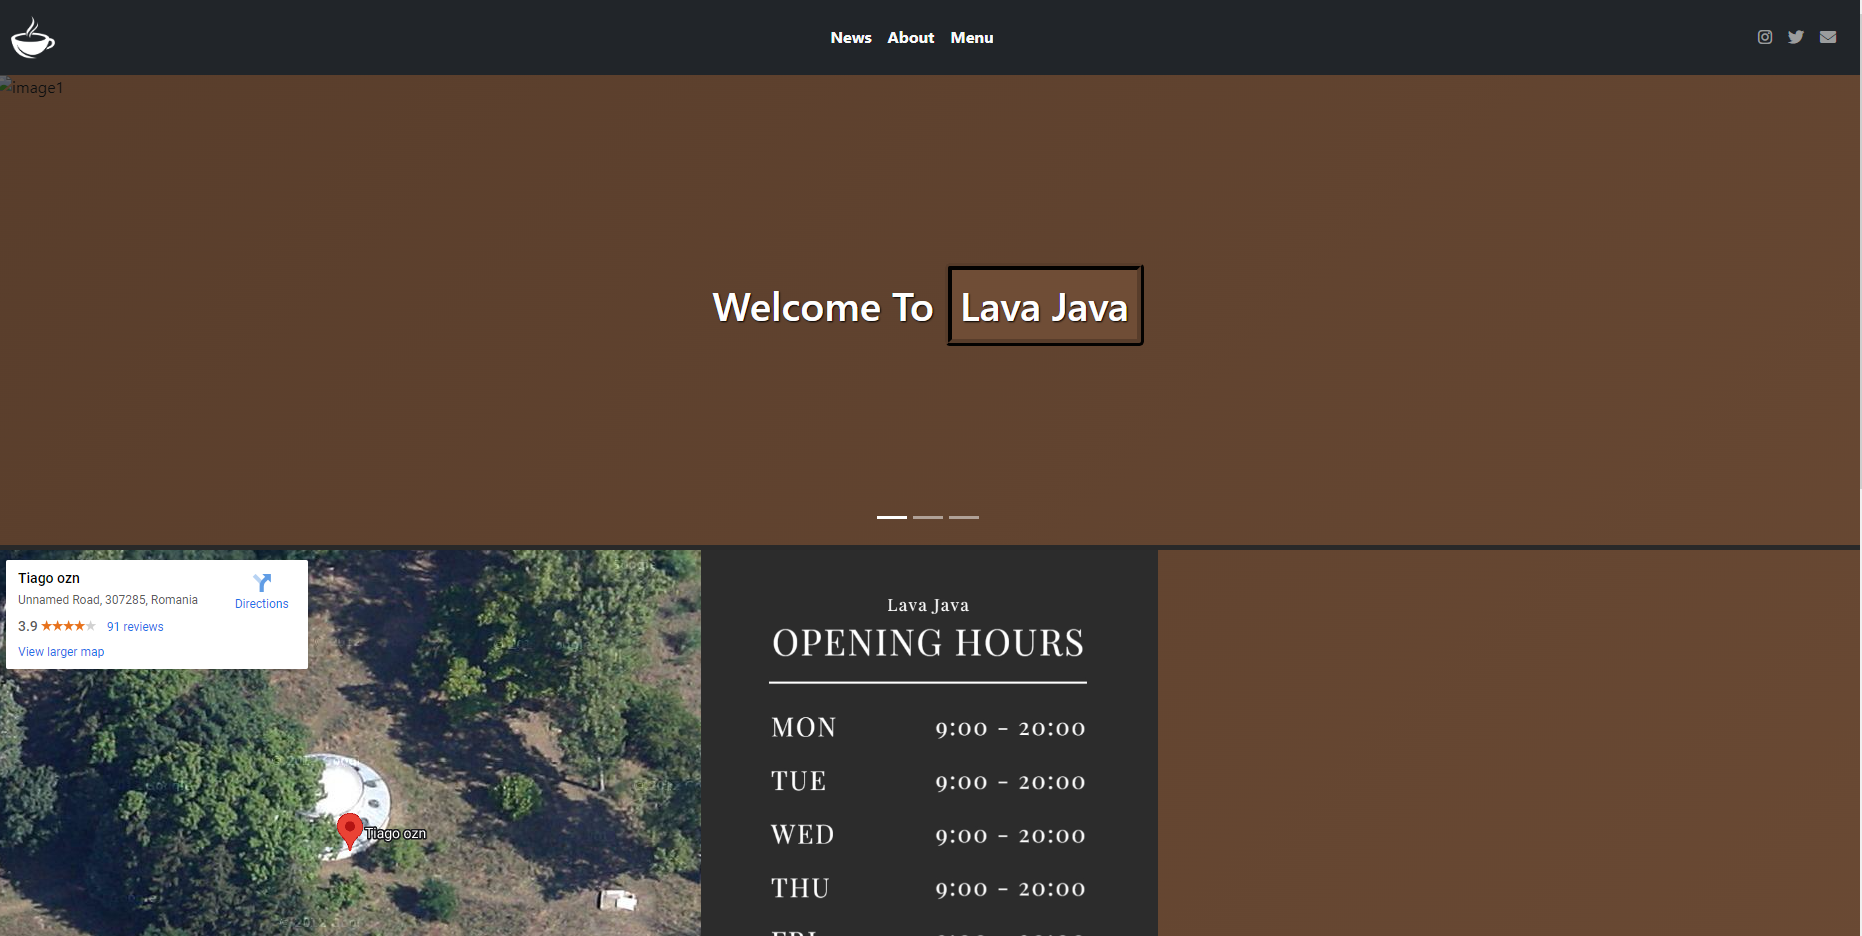 News About Menu
image1
Welcome To Lava Java
Tiago ozn
Unnamed Road, 307285, Romania
Directions
3.9 91 reviews
View larger map
Tiago ozn
Lava Java
OPENING HOURS
MON 9:00 - 20:00
TUE 9:00 - 20:00
WED 9:00 - 20:00
THU 9:00 - 20:00